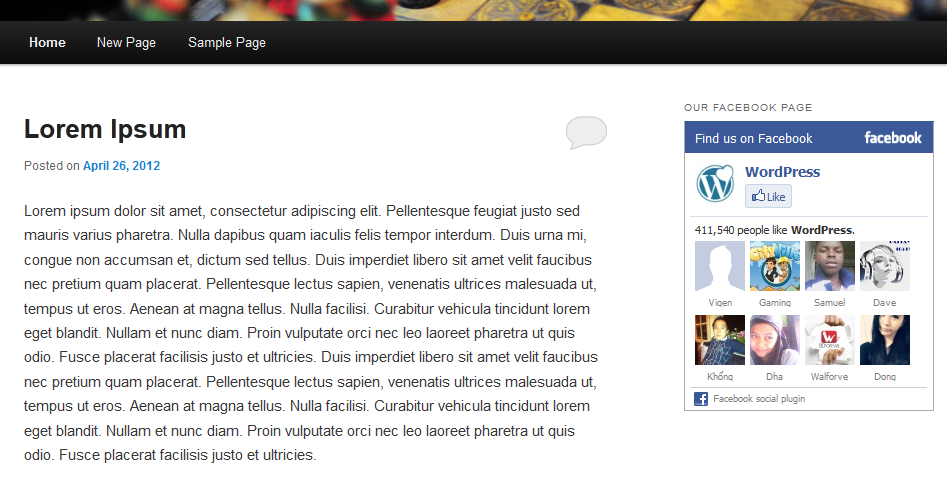 Home New Page Sample Page
Lorem Ipsum
Posted on April 26, 2012
Lorem ipsum dolor sit amet, consectetur adipiscing elit. Pellentesque feugiat justo sed
mauris varius pharetra. Nulla dapibus quam iaculis felis tempor interdum. Duis urna mi,
congue non accumsan et, dictum sed tellus. Duis imperdiet libero sit amet velit faucibus
nec pretium quam placerat. Pellentesque lectus sapien, venenatis ultrices malesuada ut,
tempus ut eros. Aenean at magna tellus. Nulla facilisi. Curabitur vehicula tincidunt lorem
eget blandit. Nullam et nunc diam. Proin vulputate orci nec leo laoreet pharetra ut quis
odio. Fusce placerat facilisis justo et ultricies. Duis imperdiet libero sit amet velit faucibus
nec pretium quam placerat. Pellentesque lectus sapien, venenatis ultrices malesuada ut,
tempus ut eros. Aenean at magna tellus. Nulla facilisi. Curabitur vehicula tincidunt lorem
eget blandit. Nullam et nunc diam. Proin vulputate orci nec leo laoreet pharetra ut quis
odio. Fusce placerat facilisis justo et ultricies.
OUR FACEBOOK PAGE
Find us on Facebook facebook
WordPress
Like
411,540 people like WordPress.
Vigen Gaming Samuel Dave
Khổng Dha Walforve Dong
Facebook social plugin